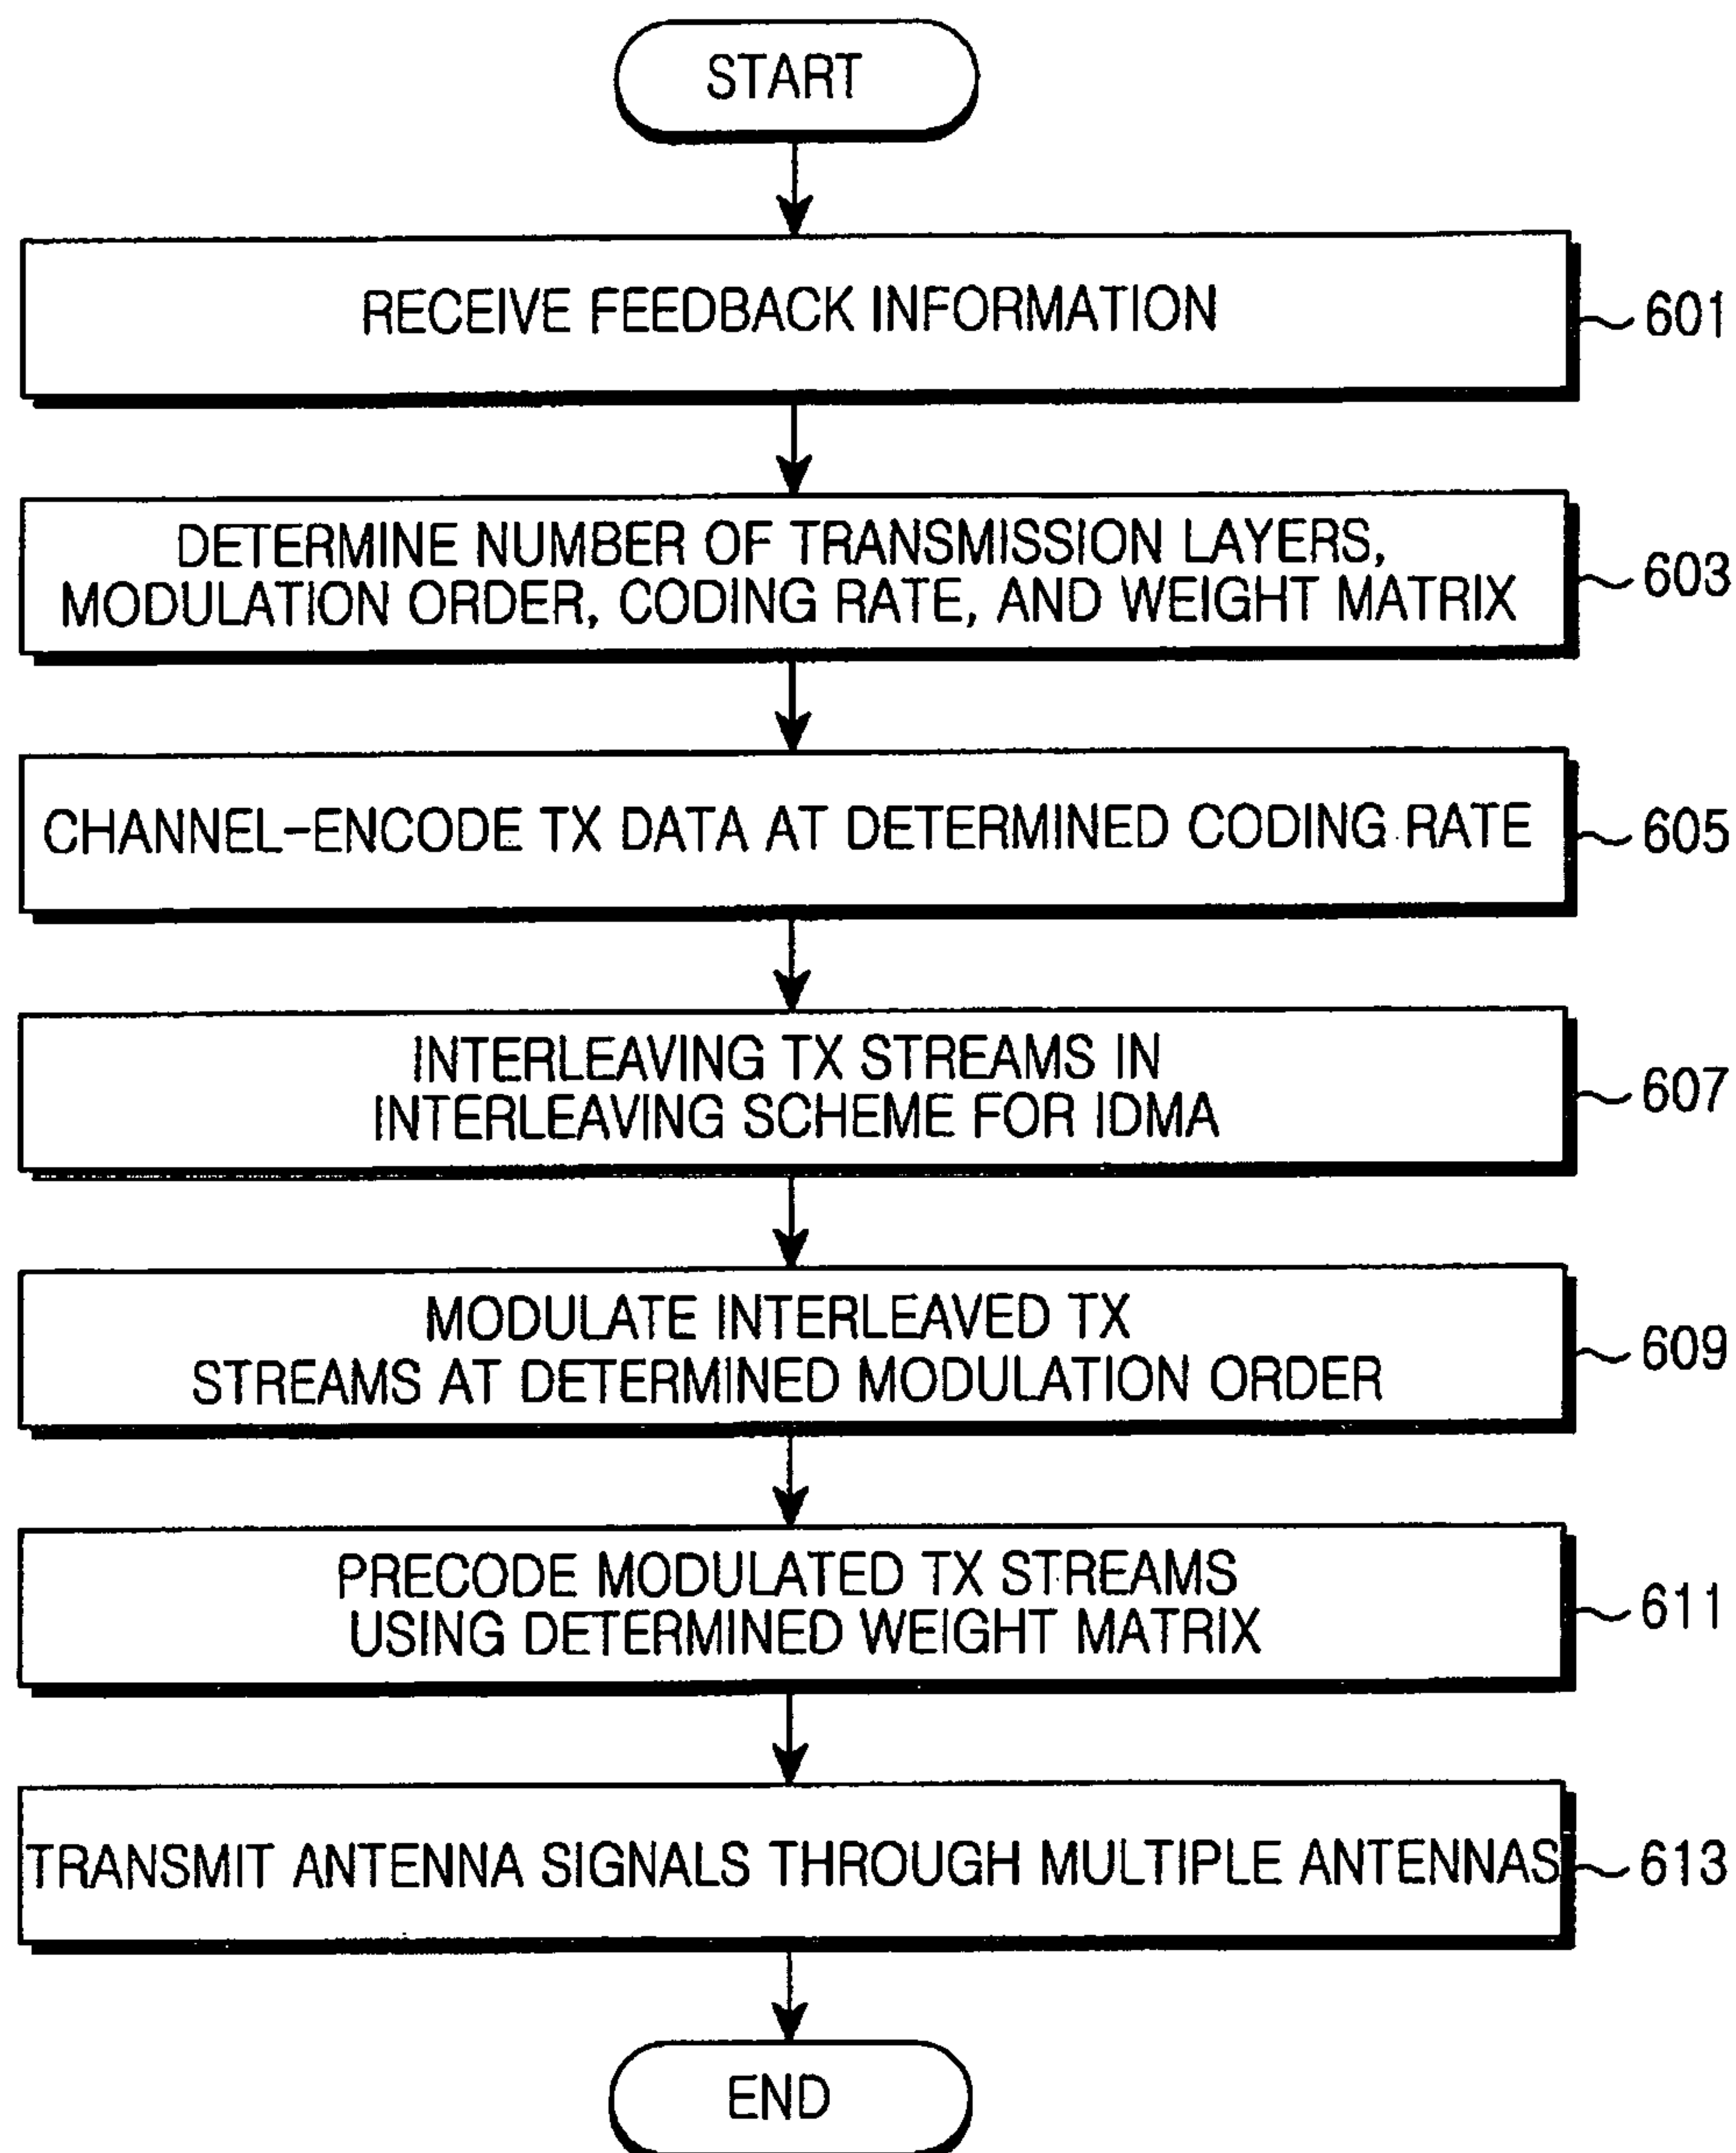 START
RECEIVE FEEDBACK INFORMATION
601
DETERMINE NUMBER OF TRANSMISSION LAYERS,
MODULATION ORDER, CODING RATE, AND WEIGHT MATRIX
603
CHANNEL-ENCODE TX DATA AT DETERMINED CODING RATE
605
INTERLEAVING TX STREAMS IN
INTERLEAVING SCHEME FOR IDMA
607
MODULATE INTERLEAVED TX
STREAMS AT DETERMINED MODULATION ORDER
609
PRECODE MODULATED TX STREAMS
USING DETERMINED WEIGHT MATRIX
611
TRANSMIT ANTENNA SIGNALS THROUGH MULTIPLE ANTENNAS
613
END